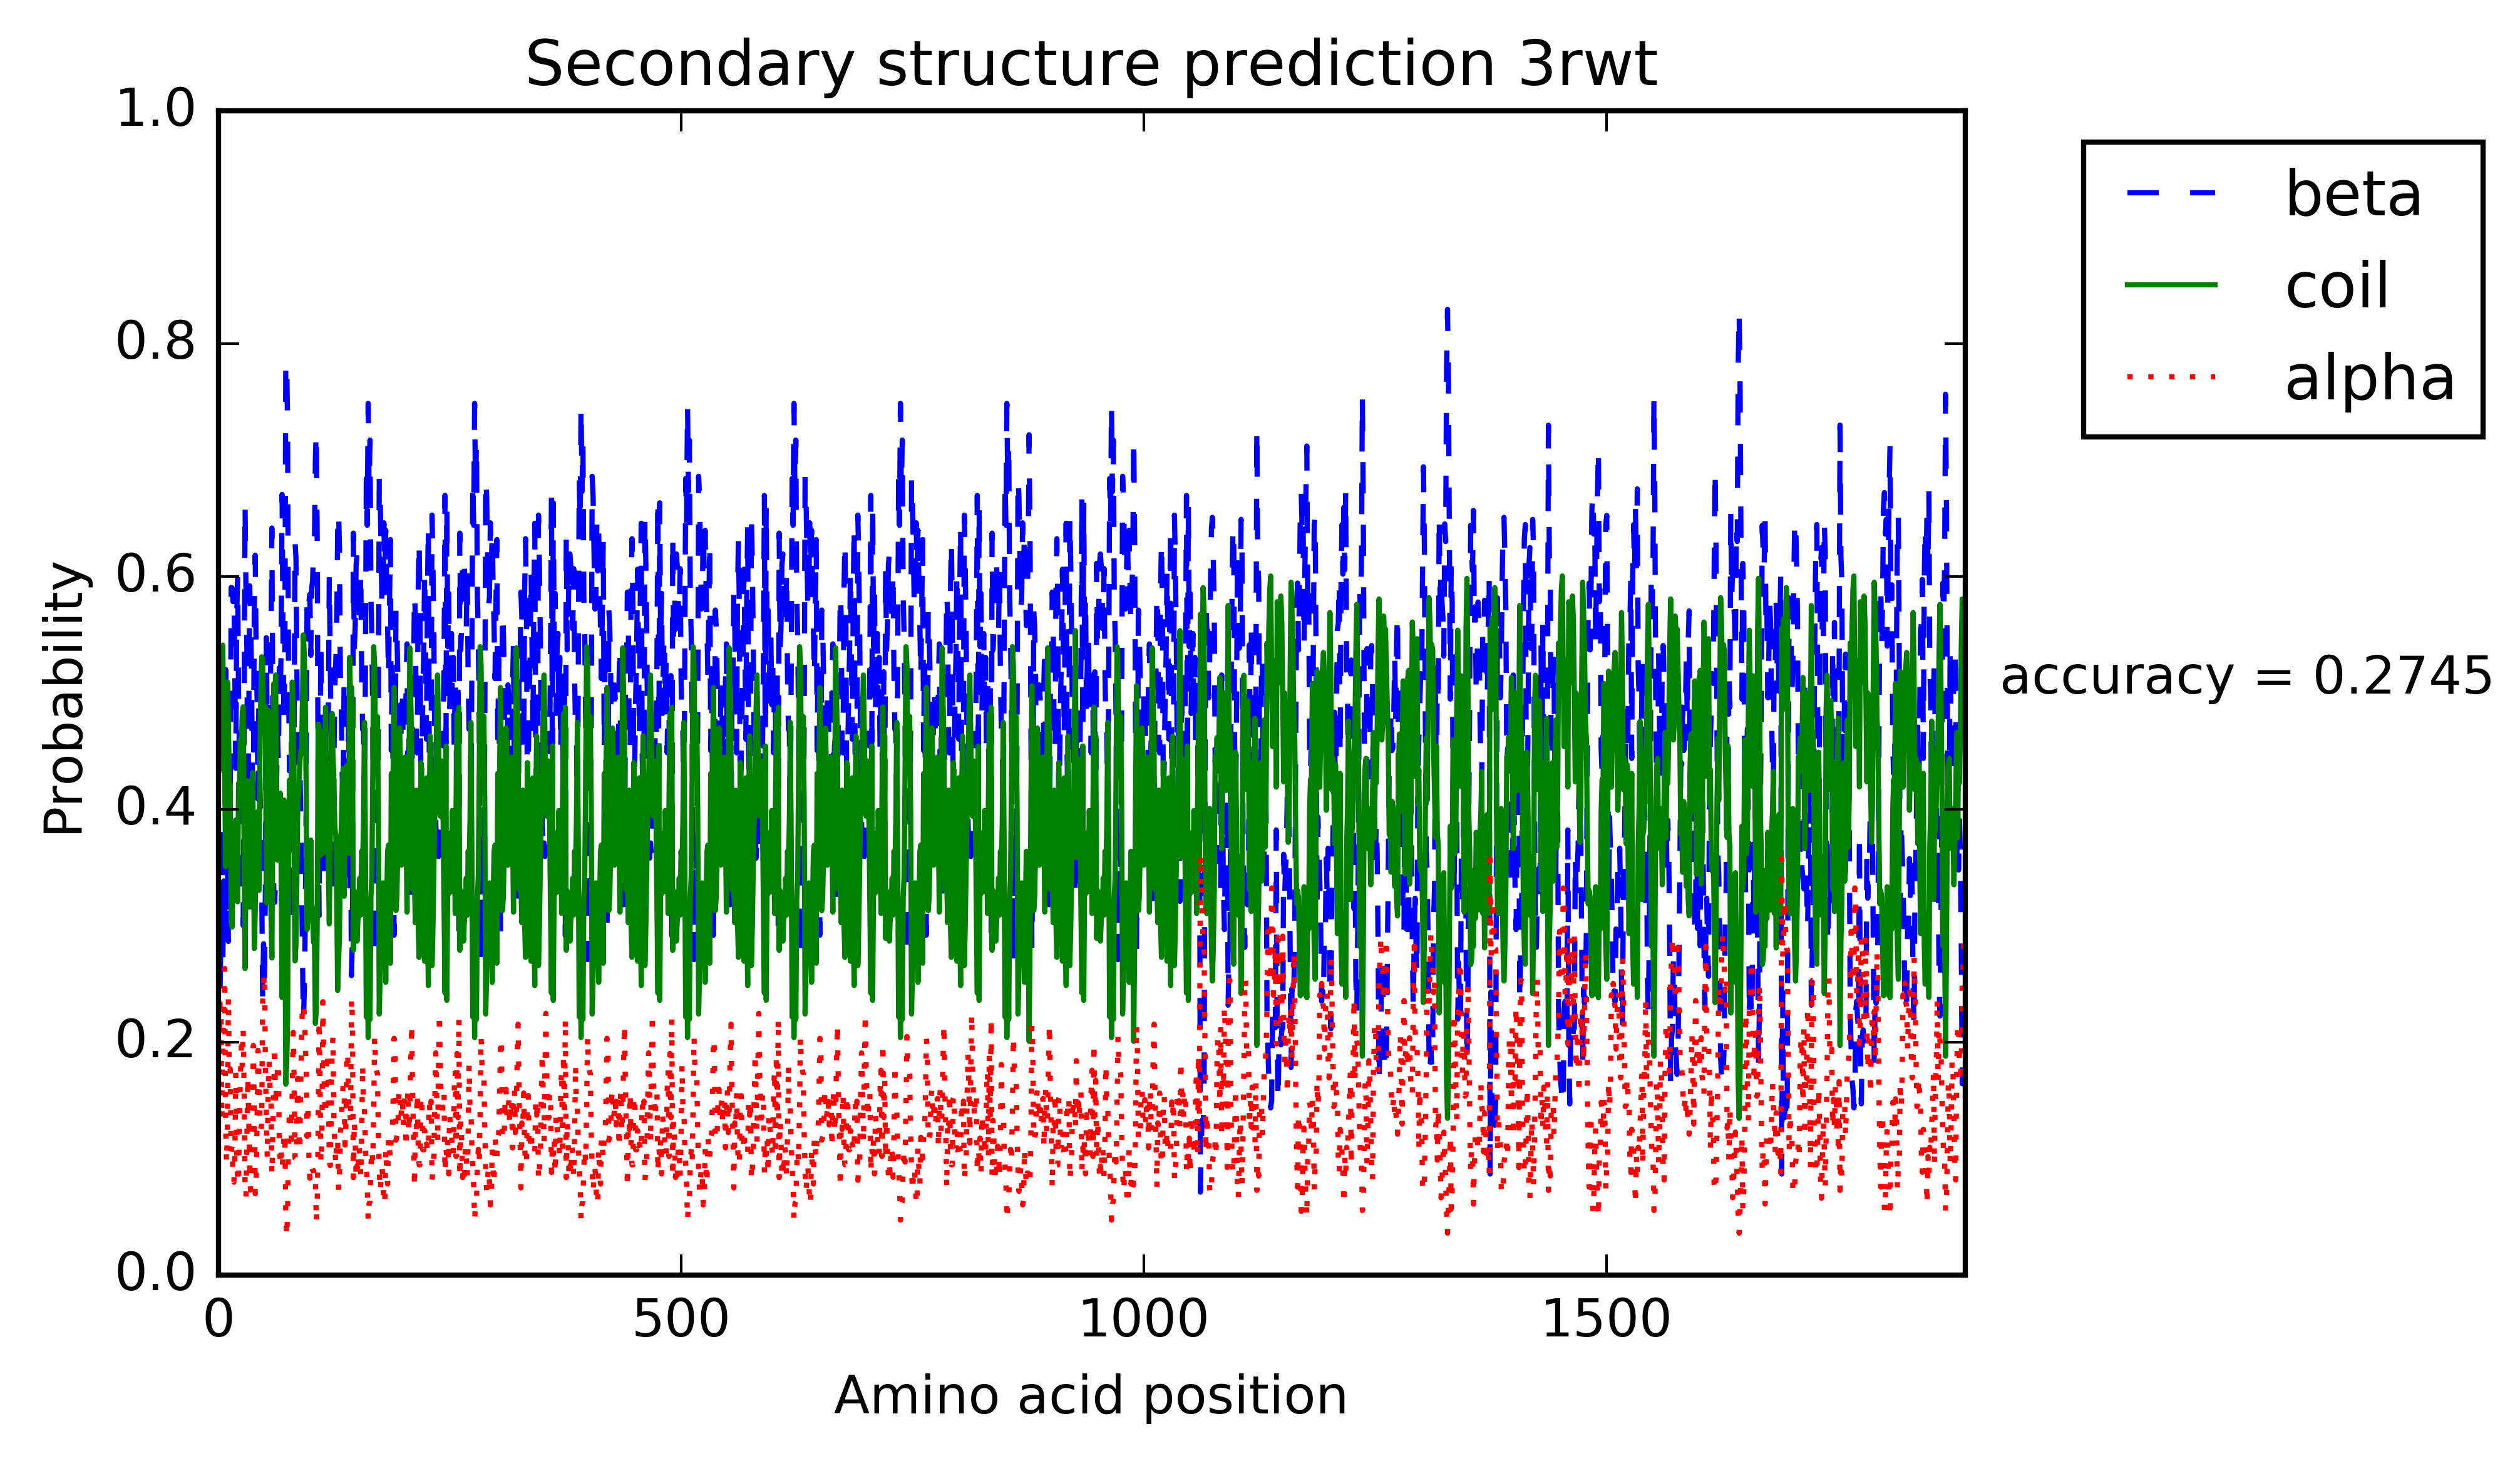 Secondary structure prediction 3rwt
1.0
0.8
0.6
0.4
0.2
0.0
Probability
0
500
1000
1500
Amino acid position
beta
coil
alpha
accuracy = 0.2745